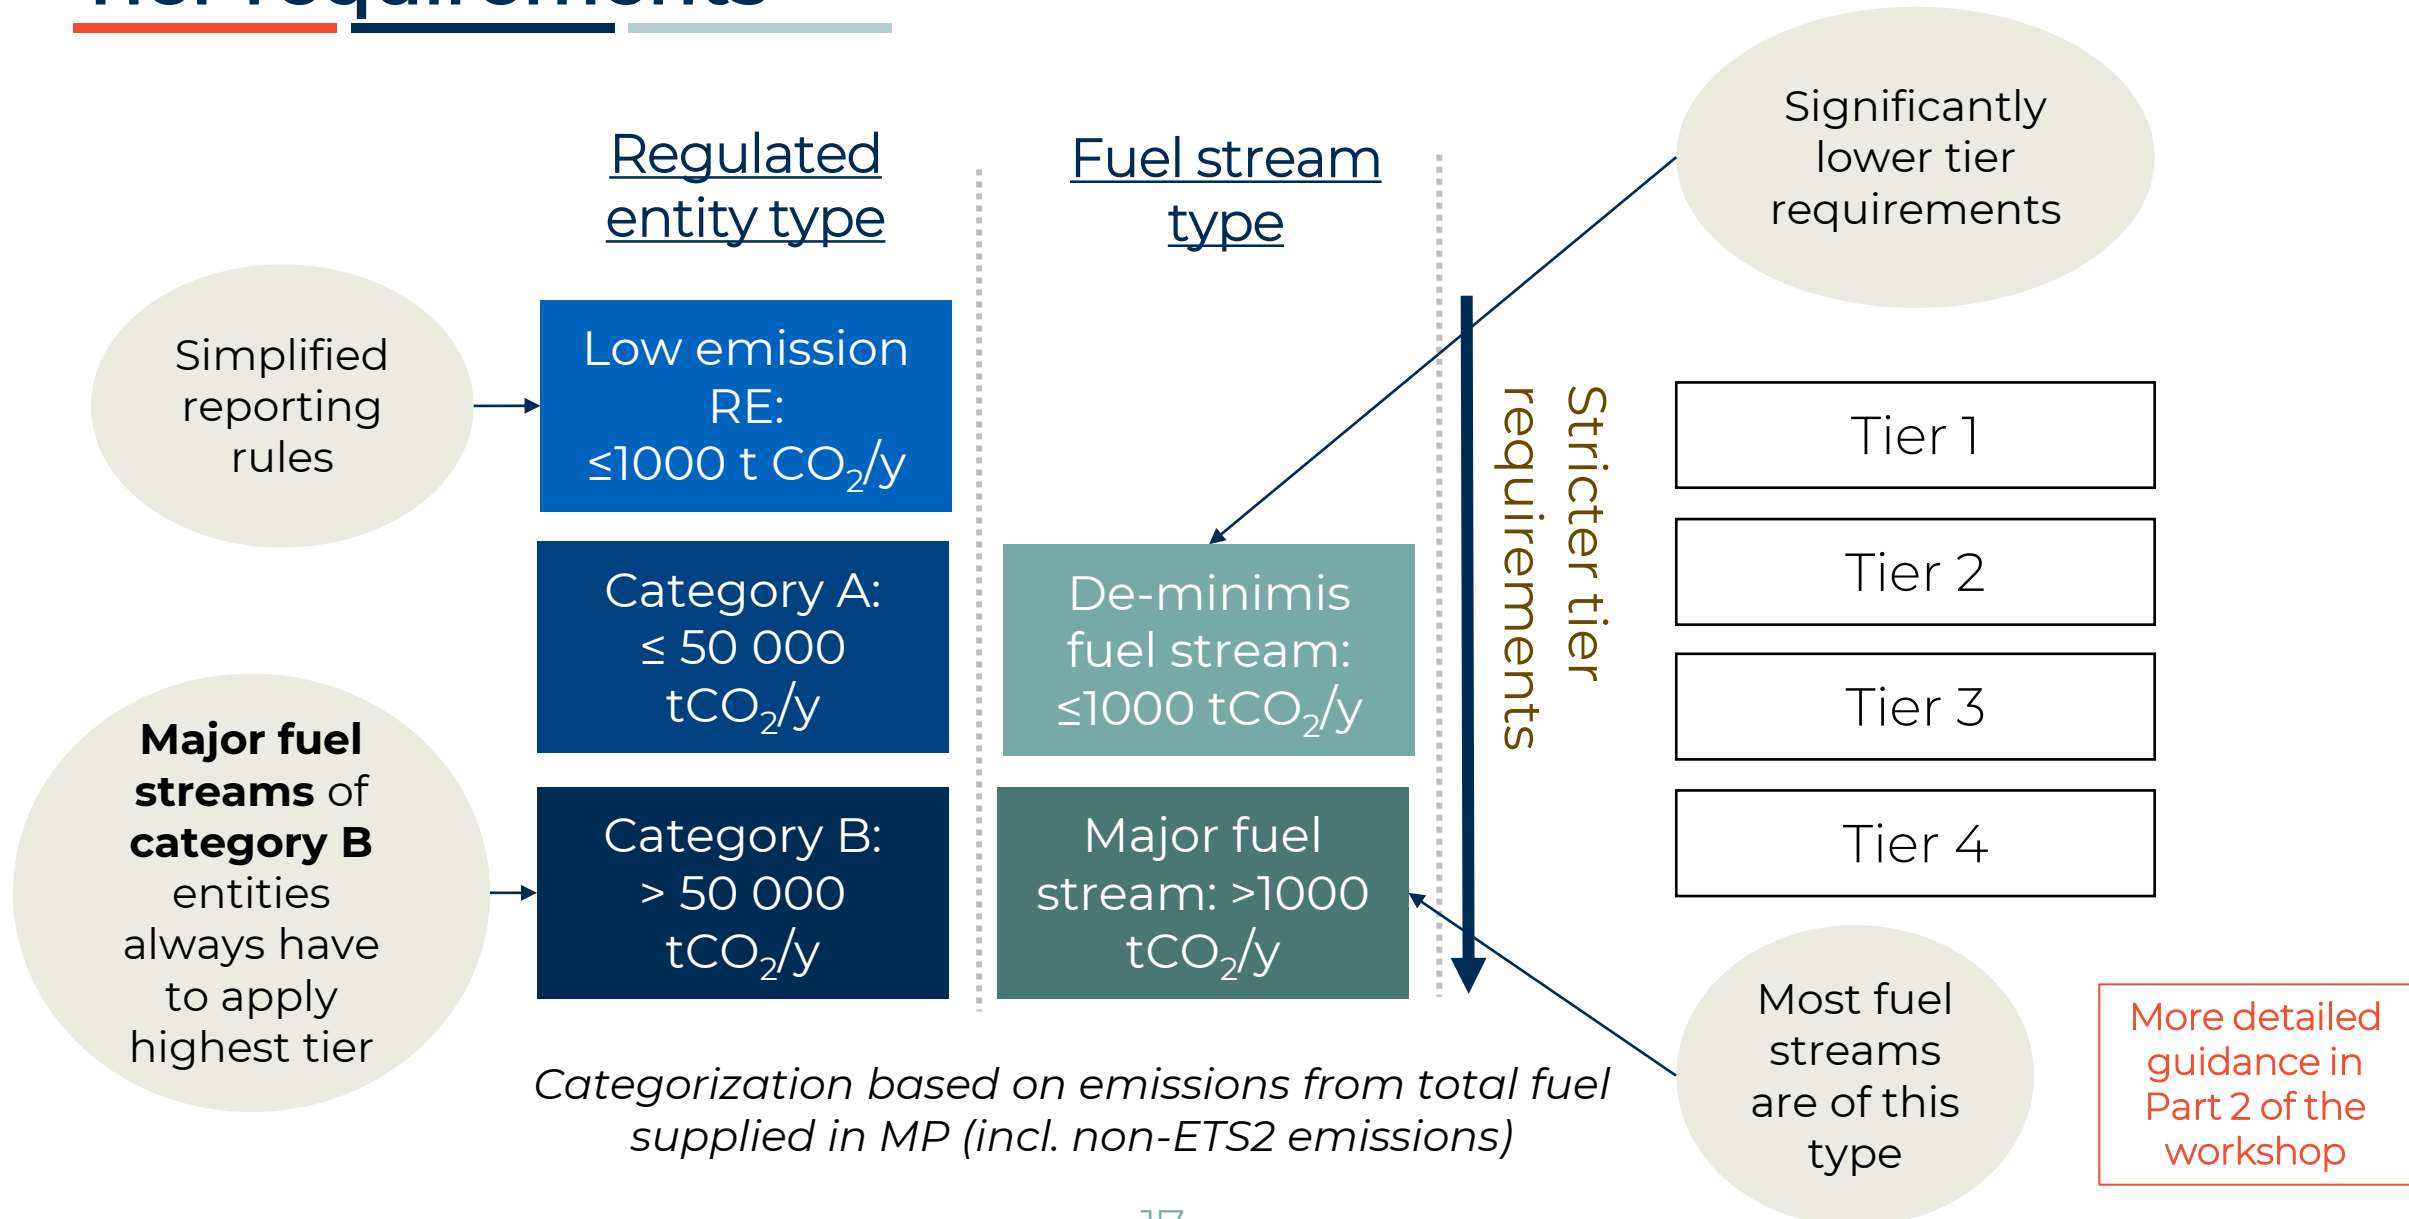 Tier requirements
Regulated
entity type
Fuel stream
type
Significantly
lower tier
requirements
Simplified
reporting
rules
Low emission
RE:
≤1000 t CO₂/y
Category A:
≤ 50 000
tCO₂/y
De-minimis
fuel stream:
≤1000 tCO₂/y
Stricter tier
requirements
Tier 1
Tier 2
Tier 3
Tier 4
Major fuel
streams of
category B
entities
always have
to apply
highest tier
Category B:
> 50 000
tCO₂/y
Major fuel
stream: >1000
tCO₂/y
Most fuel
streams
are of this
type
More detailed
guidance in
Part 2 of the
workshop
Categorization based on emissions from total fuel
supplied in MP (incl. non-ETS2 emissions)
17